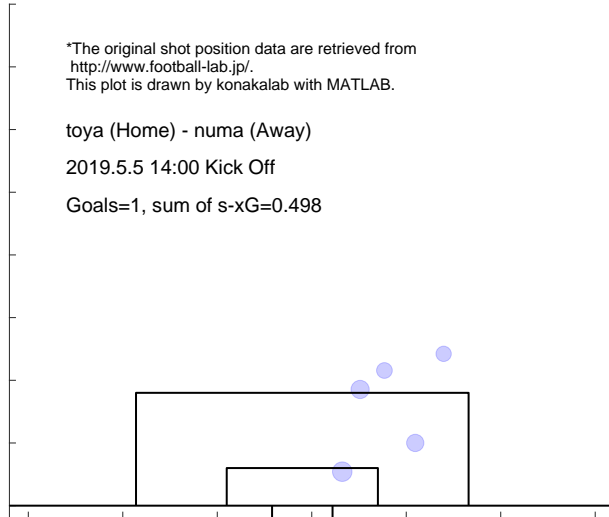 *The original shot position data are retrieved from
http://www.football-lab.jp/.
This plot is drawn by konakalab with MATLAB.
toya (Home) - numa (Away)
2019.5.5 14:00 Kick Off
Goals=1, sum of s-xG=0.498